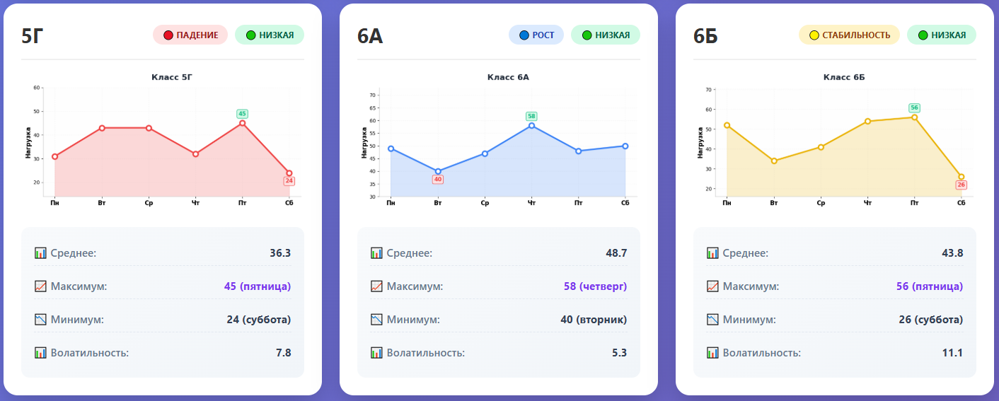 5Г ПАДЕНИЕ НИЗКАЯ
Класс 5Г
Нагрузка
60
50
40
30
20
45
24
Пн Вт Ср Чт Пт Сб
Среднее: 36.3
Максимум: 45 (пятница)
Минимум: 24 (суббота)
Волатильность: 7.8
6А РОСТ НИЗКАЯ
Класс 6А
Нагрузка
70
65
60
55
50
45
40
35
30
58
40
Пн Вт Ср Чт Пт Сб
Среднее: 48.7
Максимум: 58 (четверг)
Минимум: 40 (вторник)
Волатильность: 5.3
6Б СТАБИЛЬНОСТЬ НИЗКАЯ
Класс 6Б
Нагрузка
70
60
50
40
30
20
56
26
Пн Вт Ср Чт Пт Сб
Среднее: 43.8
Максимум: 56 (пятница)
Минимум: 26 (суббота)
Волатильность: 11.1